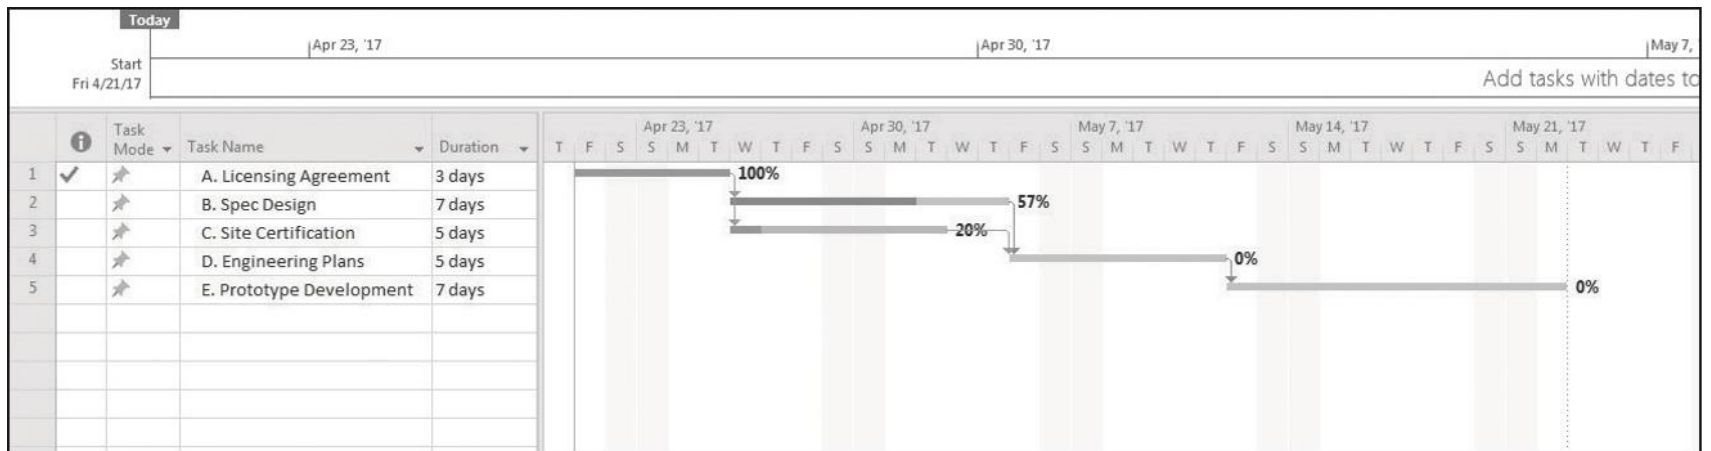 Today
Apr 23, '17 Apr 30, '17 May 7, '
Start
Fri 4/21/17
Add tasks with dates to
Task Mode Task Name Duration
Apr 23, '17 Apr 30, '17 May 7, '17 May 14, '17 May 21, '17
T F S S M T W T F S S M T W T F S S M T W T F S S M T W T F S S M T W T F
1 A. Licensing Agreement 3 days 100%
2 B. Spec Design 7 days 57%
3 C. Site Certification 5 days 20%
4 D. Engineering Plans 5 days 0%
5 E. Prototype Development 7 days 0%